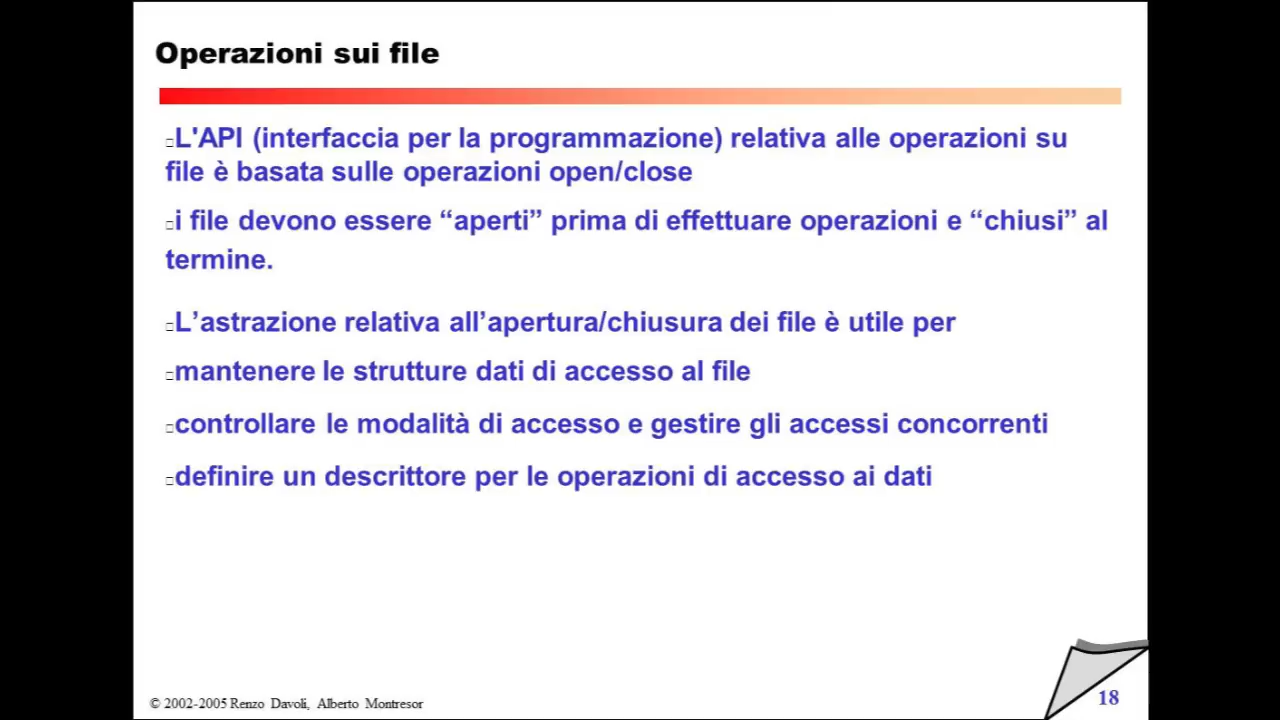 Operazioni sui file
L'API (interfaccia per la programmazione) relativa alle operazioni su
file è basata sulle operazioni open/close
i file devono essere “aperti” prima di effettuare operazioni e “chiusi” al
termine.
L’astrazione relativa all’apertura/chiusura dei file è utile per
mantenere le strutture dati di accesso al file
controllare le modalità di accesso e gestire gli accessi concorrenti
definire un descrittore per le operazioni di accesso ai dati
© 2002-2005 Renzo Davoli, Alberto Montresor
18